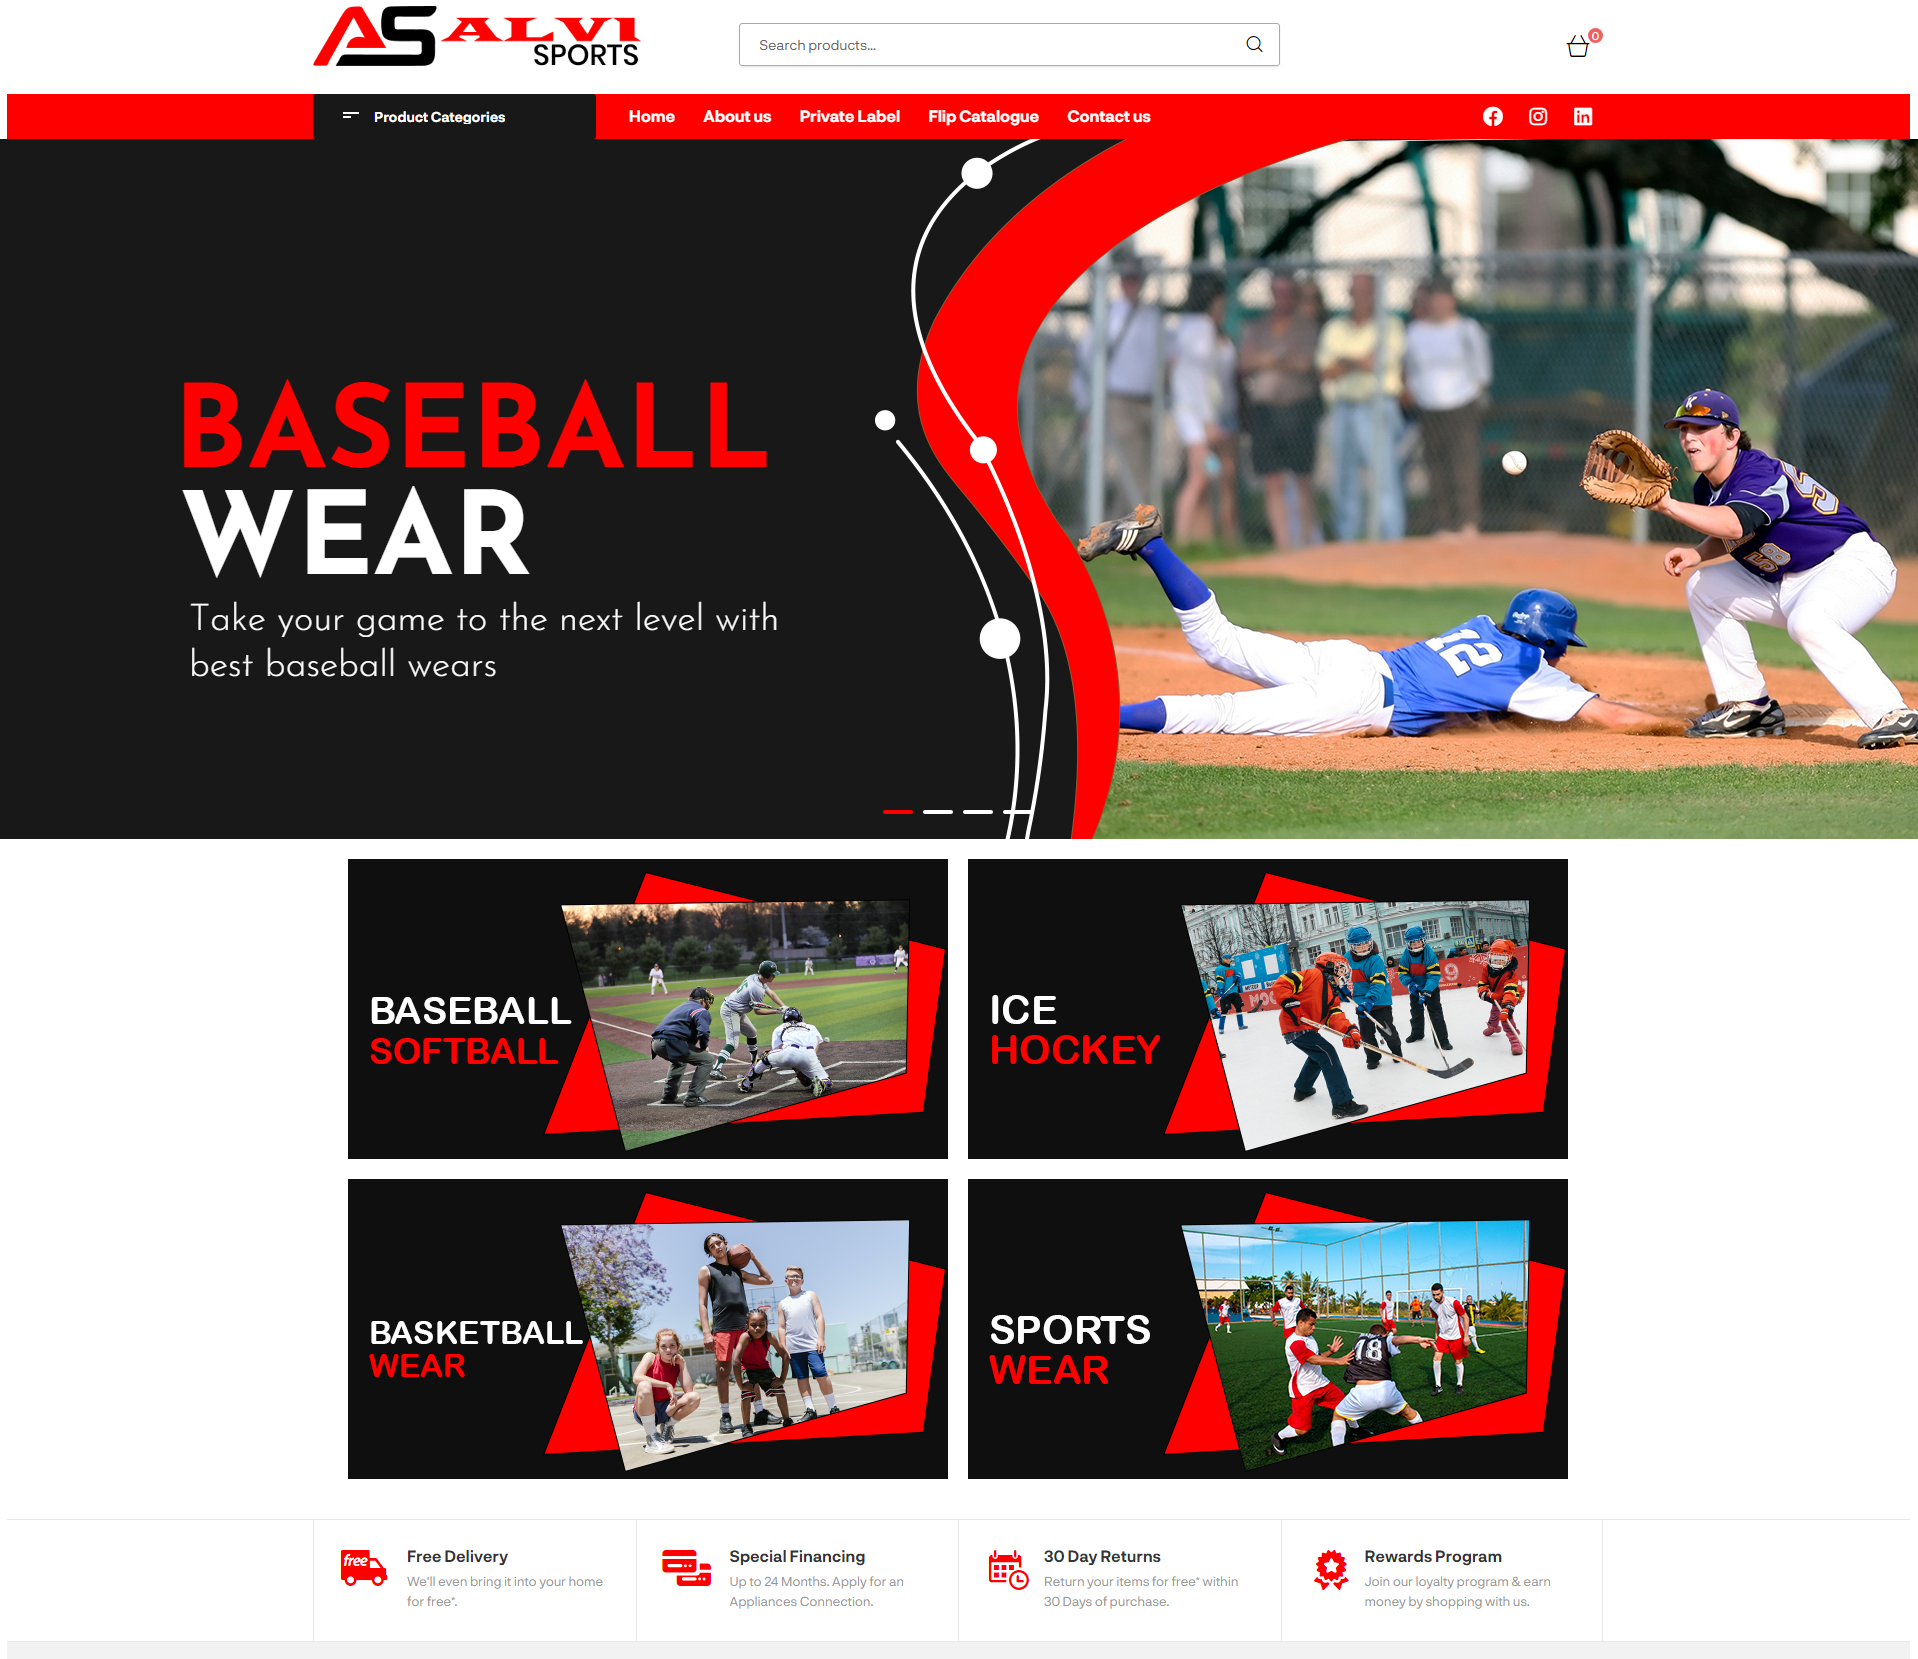 AS ALVI
SPORTS
Search products...
0
Product Categories
Home
About us
Private Label
Flip Catalogue
Contact us
BASEBALL
WEAR
Take your game to the next level with
best baseball wears
K
12
58
BASEBALL
SOFTBALL
ICE
HOCKEY
BASKETBALL
WEAR
SPORTS
WEAR
18
free
Free Delivery
We'll even bring it into your home
for free*.
Special Financing
Up to 24 Months. Apply for an
Appliances Connection.
30 Day Returns
Return your items for free* within
30 Days of purchase.
Rewards Program
Join our loyalty program & earn
money by shopping with us.